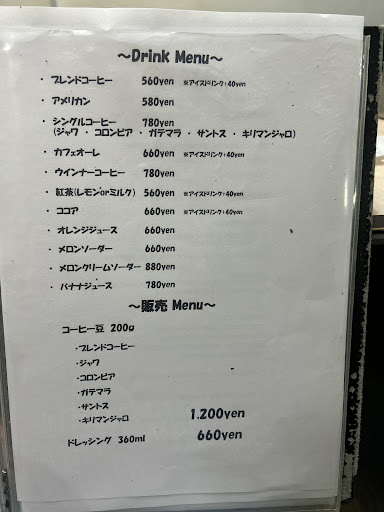 ～Drink Menu～
・ブレンドコーヒー 560yen ※アイスドリンク+40yen
・アメリカン 580yen
・シングルコーヒー 780yen
(ジャワ ・ コロンビア ・ ガテマラ ・ サントス ・ キリマンジャロ)
・カフェオーレ 660yen ※アイスドリンク+40yen
・ウインナーコーヒー 780yen
・紅茶(レモンorミルク) 560yen ※アイスドリンク+40yen
・ココア 660yen ※アイスドリンク+40yen
・オレンジジュース 660yen
・メロンソーダー 660yen
・メロンクリームソーダー 880yen
・バナナジュース 780yen
～販売 Menu～
コーヒー豆 200g
・ブレンドコーヒー
・ジャワ
・コロンビア
・ガテマラ
・サントス
・キリマンジャロ 1.200yen
ドレッシング 360ml 660yen